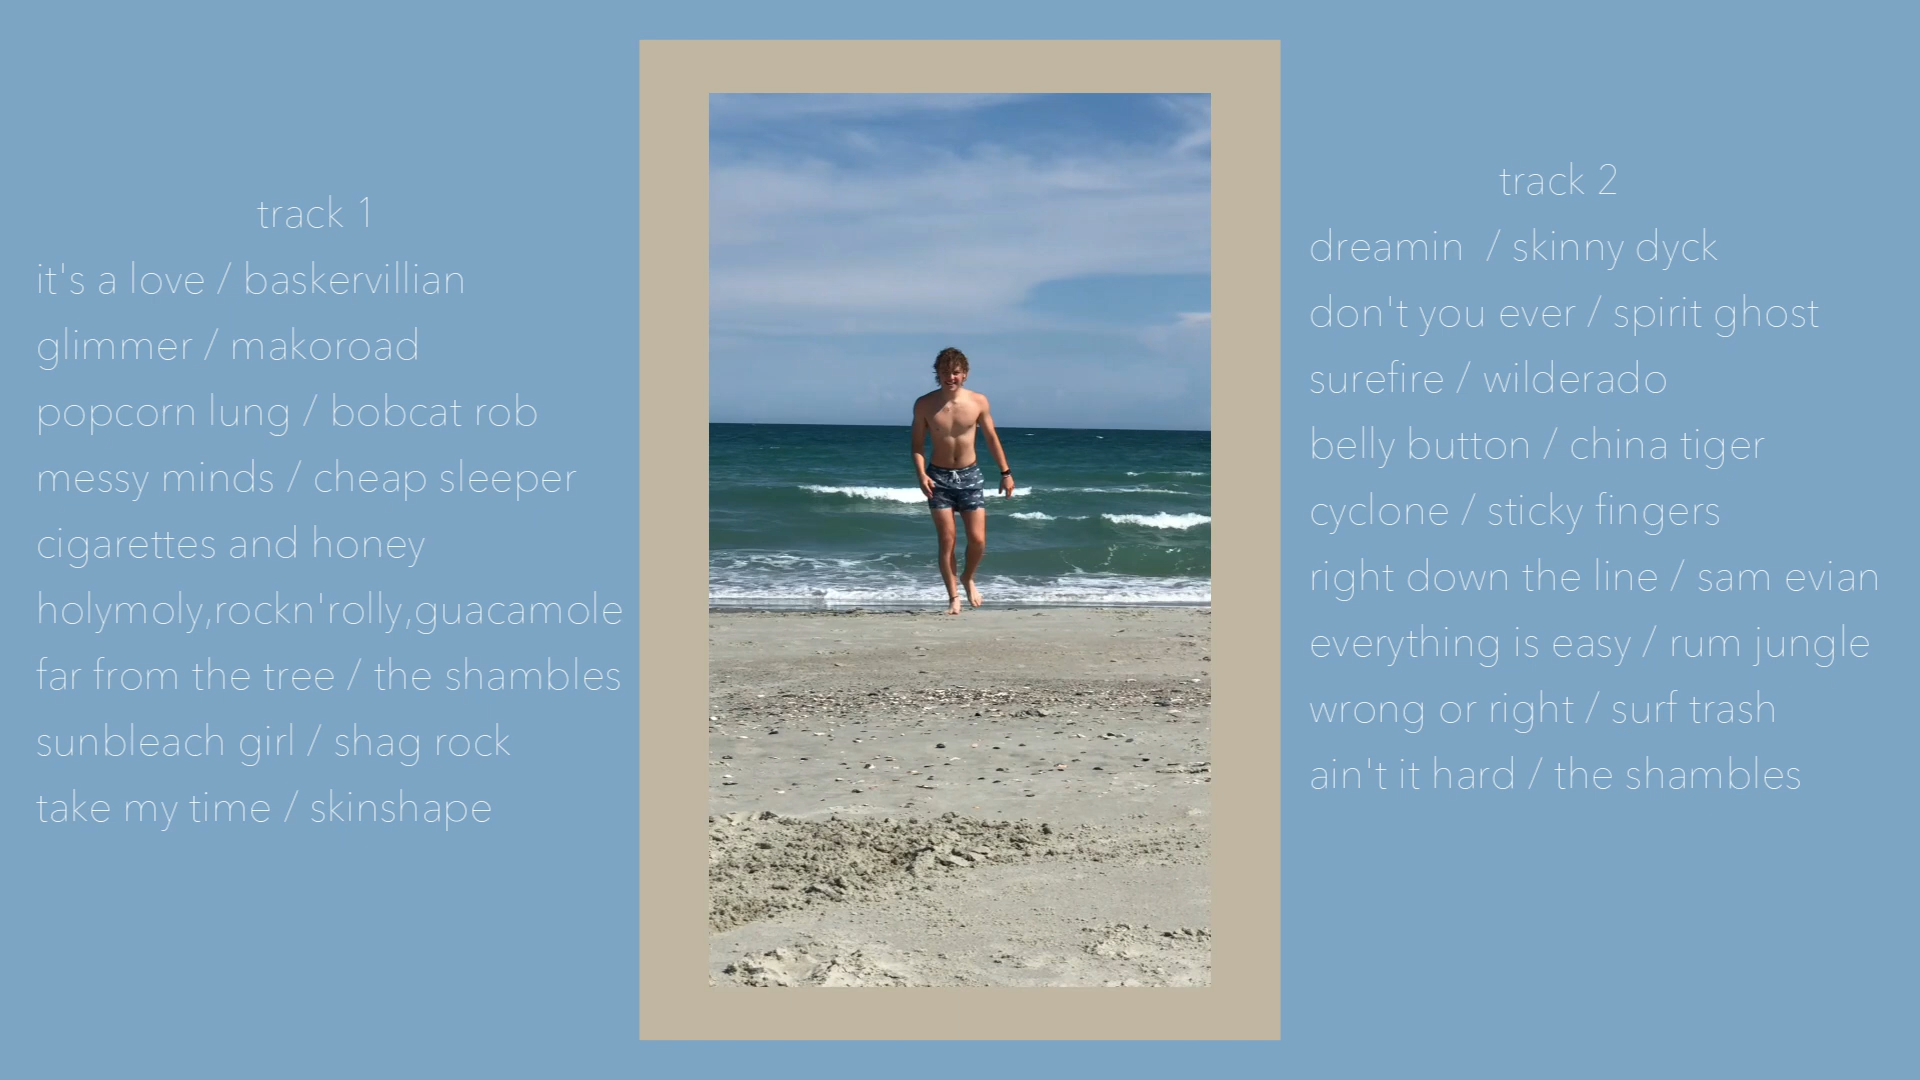 track 1
it's a love / baskervillian
glimmer / makoroad
popcorn lung / bobcat rob
messy minds / cheap sleeper
cigarettes and honey
holymoly,rockn'rolly,guacamole
far from the tree / the shambles
sunbleach girl / shag rock
take my time / skinshape
track 2
dreamin  / skinny dyck
don't you ever / spirit ghost
surefire / wilderado
belly button / china tiger
cyclone / sticky fingers
right down the line / sam evian
everything is easy / rum jungle
wrong or right / surf trash
ain't it hard / the shambles